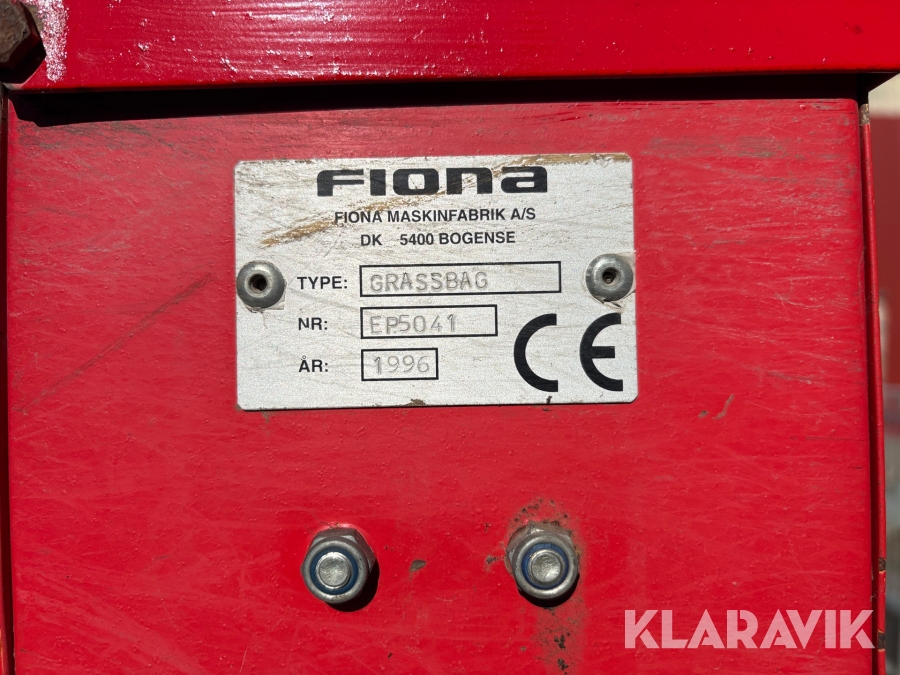 FIONA
FIONA MASKINFABRIK A/S
DK 5400 BOGENSE
TYPE: GRASSBAG
NR: EP5041
ÅR: 1996
CE
KLARAVIK